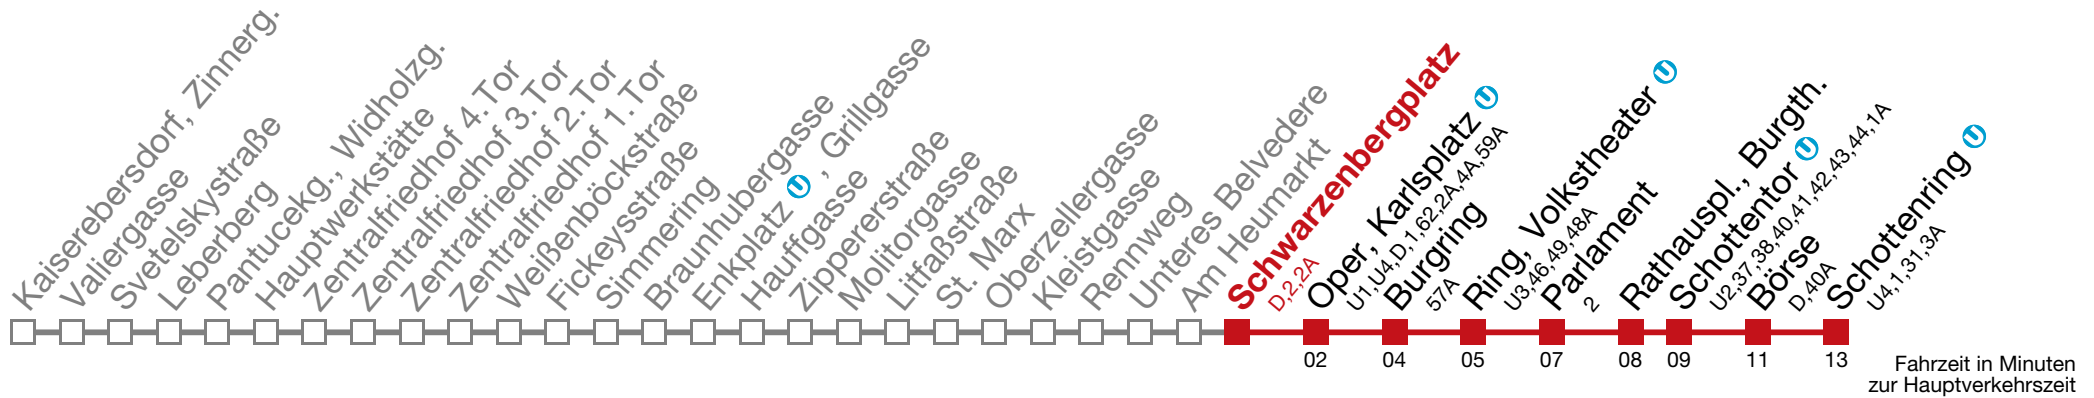 Kaiserebersdorf, Zinnerg.
Valiergasse
Svetelskystraße
Leberberg
Pantucekg., Widholzg.
Hauptwerkstätte
Zentralfriedhof 4. Tor
Zentralfriedhof 3. Tor
Zentralfriedhof 2. Tor
Zentralfriedhof 1. Tor
Weißenböckstraße
Fickeysstraße
Simmering
Braunhubergasse
Enkplatz U, Grillgasse
Hauffgasse
Zippererstraße
Molitorgasse
Litfaßstraße
St. Marx
Oberzellergasse
Kleistgasse
Rennweg
Unteres Belvedere
Am Heumarkt
Schwarzenbergplatz
D,2,2A
Oper, Karlsplatz U
U1,U4,D,1,62,2A,4A,59A
Burgring
57A
Ring, Volkstheater U
U3,46,49,48A
Parlament
2
Rathauspl., Burgth.
Schottentor U
U2,37,38,40,41,42,43,44,1A
Börse
D,40A
Schottenring U
U4,1,31,3A
02 04 05 07 08 09 11 13
Fahrzeit in Minuten
zur Hauptverkehrszeit